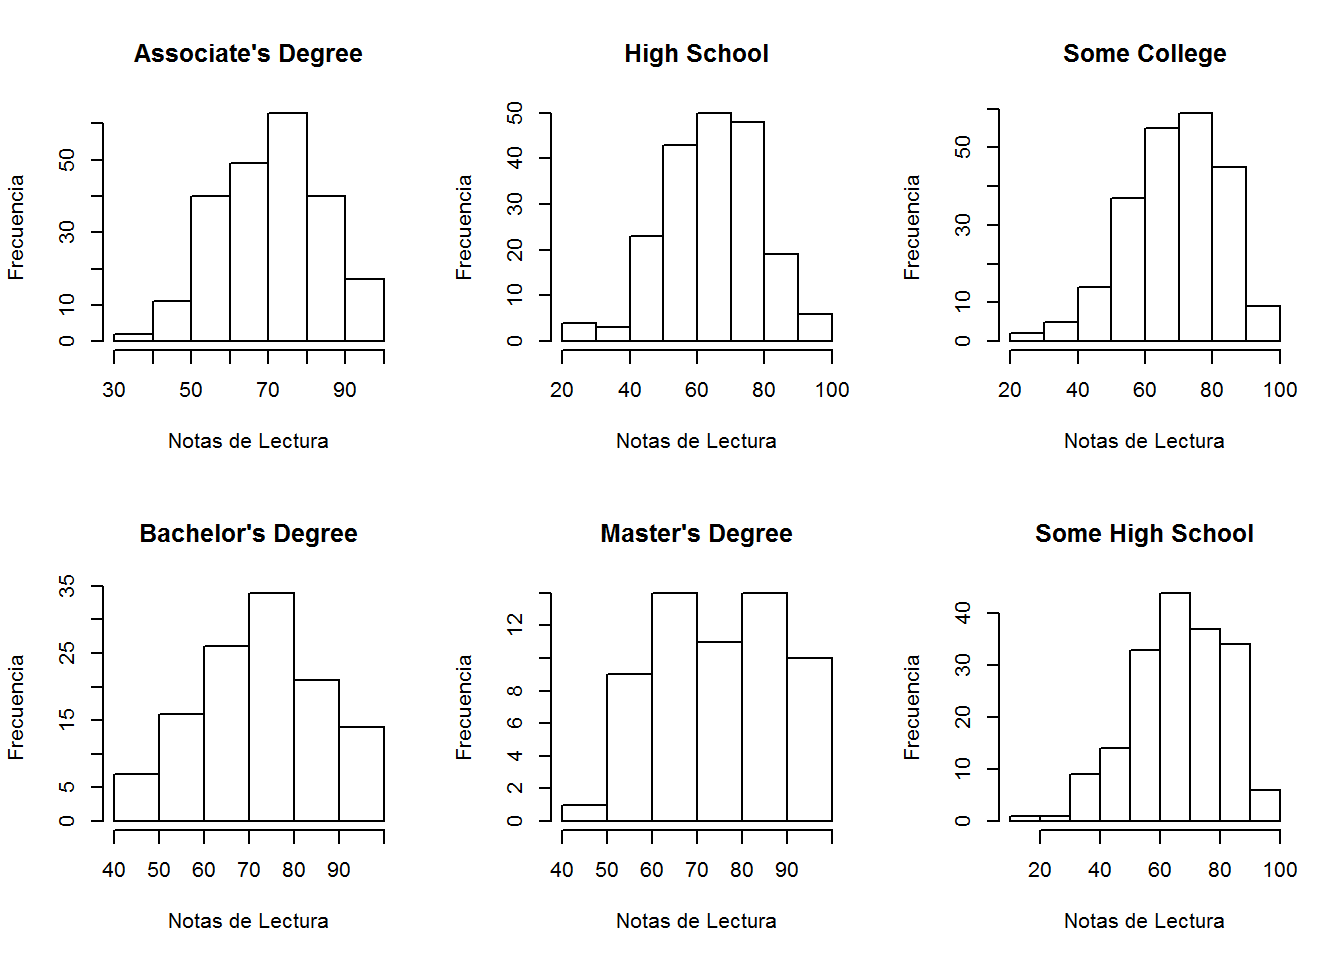 Associate's Degree
Frecuencia
0 10 30 50
30 50 70 90
Notas de Lectura
High School
Frecuencia
0 10 20 30 40 50
20 40 60 80 100
Notas de Lectura
Some College
Frecuencia
0 10 30 50
20 40 60 80 100
Notas de Lectura
Bachelor's Degree
Frecuencia
0 5 15 25 35
40 50 60 70 80 90
Notas de Lectura
Master's Degree
Frecuencia
0 2 4 6 8 12
40 50 60 70 80 90
Notas de Lectura
Some High School
Frecuencia
0 10 20 30 40
20 40 60 80 100
Notas de Lectura